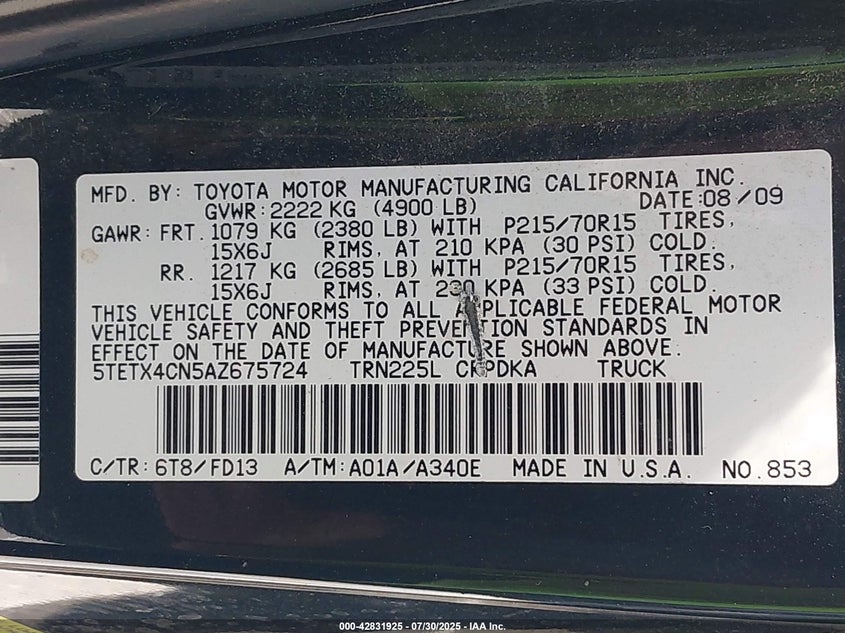 MFD. BY: TOYOTA MOTOR MANUFACTURING CALIFORNIA INC.
GVWR: 2222 KG (4900 LB) DATE: 08/09
GAWR: FRT. 1079 KG (2380 LB) WITH P215/70R15 TIRES,
15X6J RIMS, AT 210 KPA (30 PSI) COLD.
RR. 1217 KG (2685 LB) WITH P215/70R15 TIRES,
15X6J RIMS, AT 230 KPA (33 PSI) COLD.
THIS VEHICLE CONFORMS TO ALL APPLICABLE FEDERAL MOTOR
VEHICLE SAFETY AND THEFT PREVENTION STANDARDS IN
EFFECT ON THE DATE OF MANUFACTURE SHOWN ABOVE.
5TETX4CN5AZ675724 TRN225L CRPDKA TRUCK
C/TR: 6T8/FD13 A/TM: A01A/A340E MADE IN U.S.A. NO.853
000-42831925 - 07/30/2025 - IAA Inc.